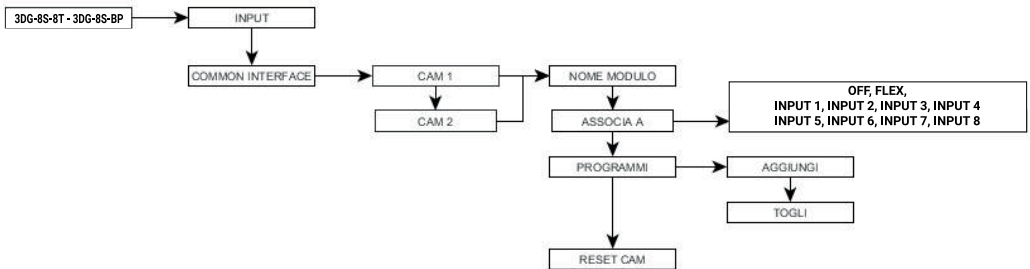 3DG-8S-8T - 3DG-8S-BP
INPUT
COMMON INTERFACE
CAM 1
NOME MODULO
OFF, FLEX,
INPUT 1, INPUT 2, INPUT 3, INPUT 4
INPUT 5, INPUT 6, INPUT 7, INPUT 8
CAM 2
ASSOCIA A
PROGRAMMI
AGGIUNGI
TOGLI
RESET CAM